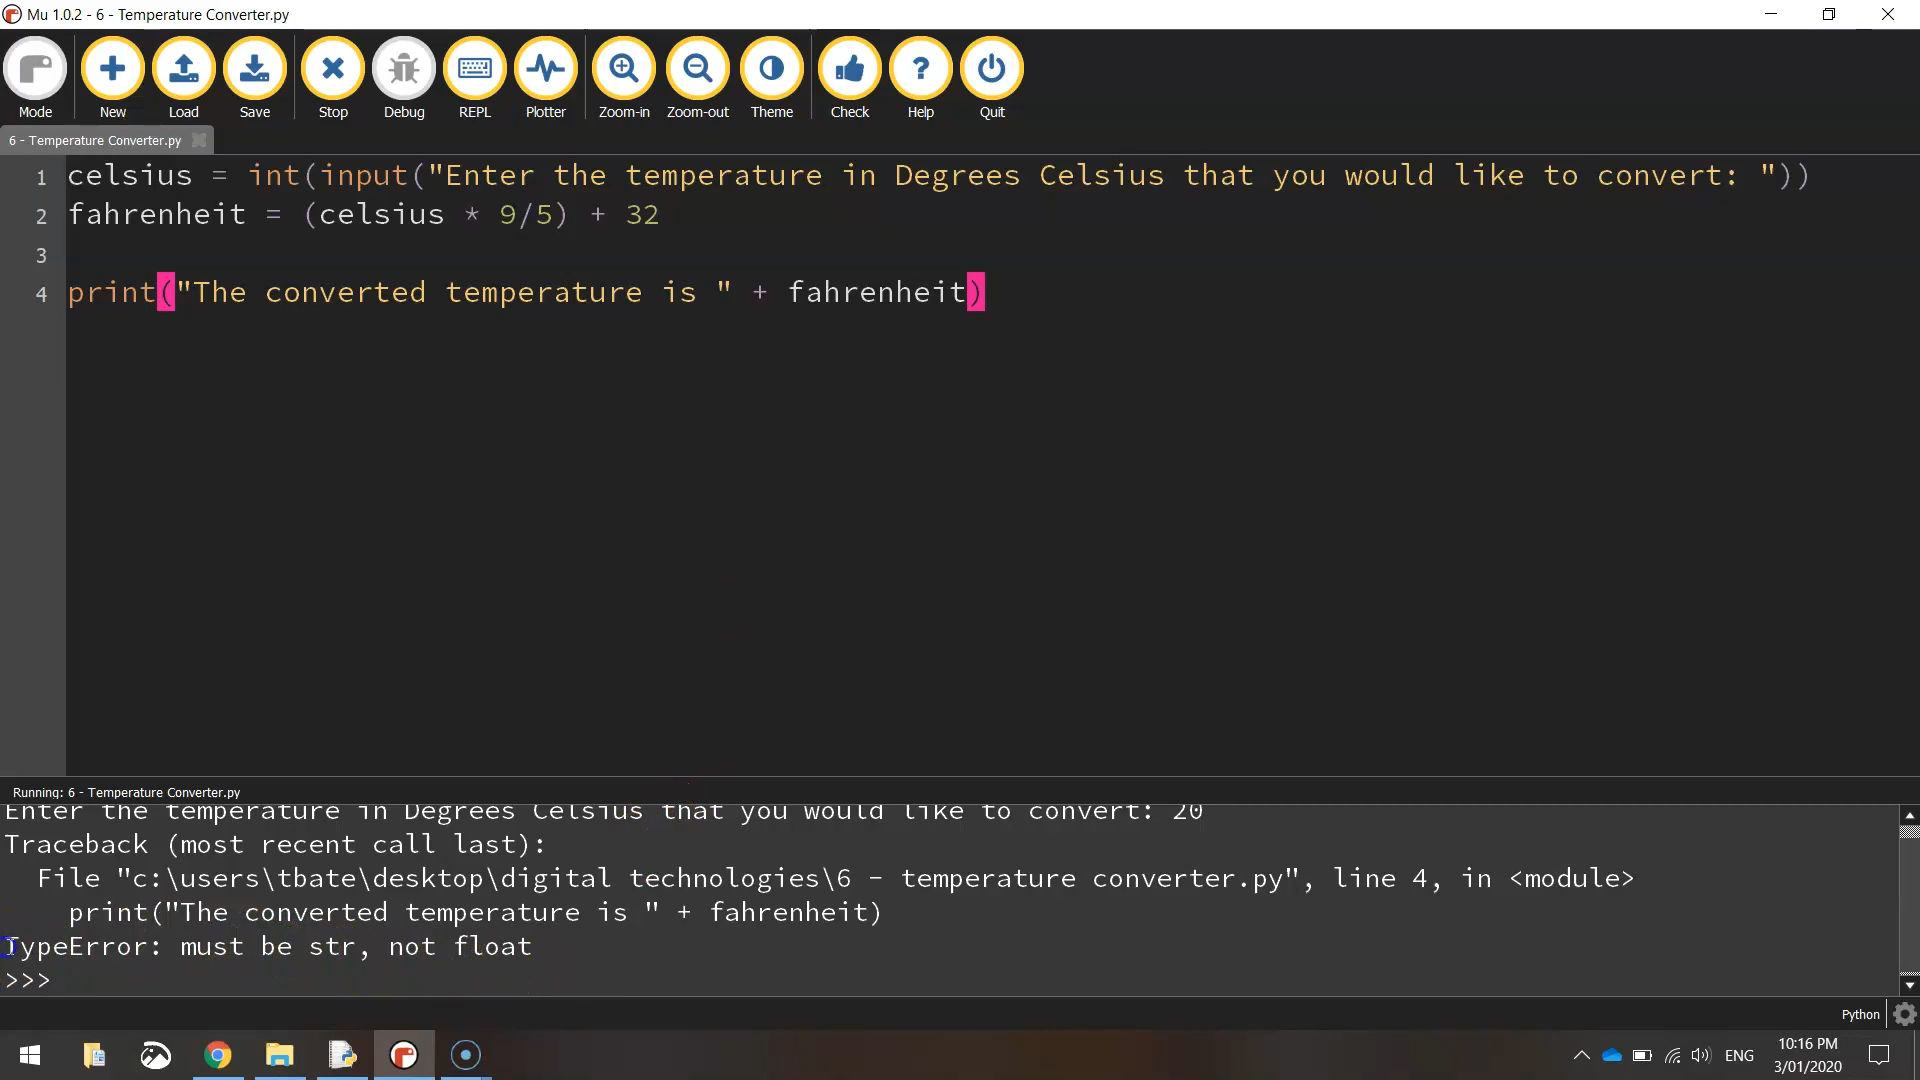 Mu 1.0.2 - 6 - Temperature Converter.py
Mode New Load Save Stop Debug REPL Plotter Zoom-in Zoom-out Theme Check Help Quit
6 - Temperature Converter.py
1 celsius = int(input("Enter the temperature in Degrees Celsius that you would like to convert: "))
2 fahrenheit = (celsius * 9/5) + 32
3
4 print("The converted temperature is " + fahrenheit)
Running: 6 - Temperature Converter.py
Enter the temperature in Degrees Celsius that you would like to convert: 20
Traceback (most recent call last):
File "c:\users\tbate\desktop\digital technologies\6 - temperature converter.py", line 4, in <module>
print("The converted temperature is " + fahrenheit)
TypeError: must be str, not float
>>>
Python
ENG
10:16 PM
3/01/2020